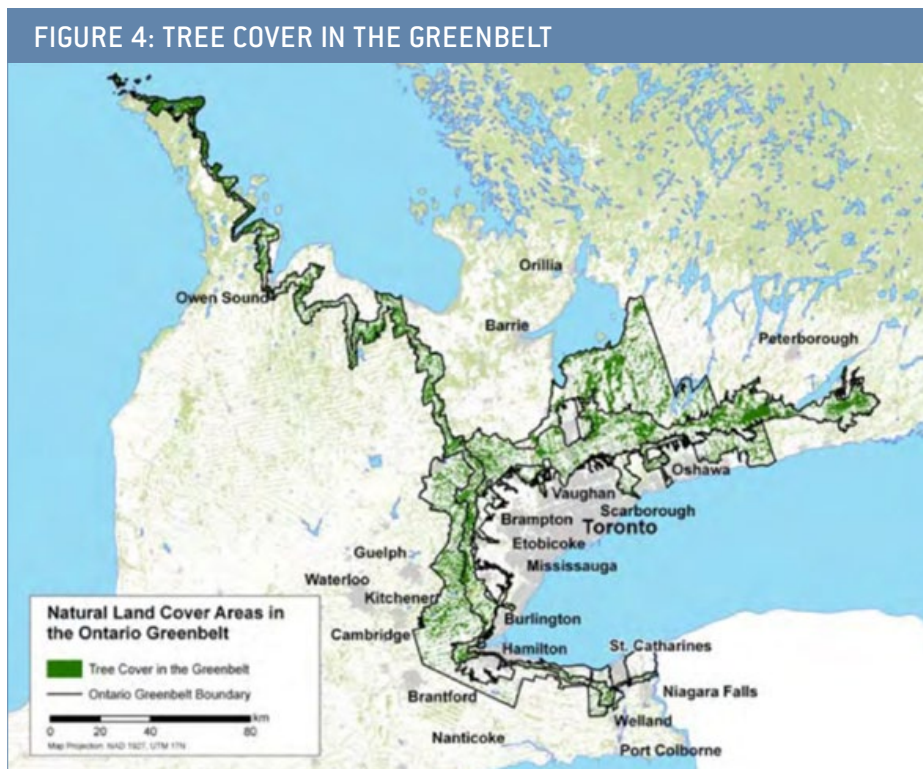 FIGURE 4: TREE COVER IN THE GREENBELT
Orillia
Owen Sound
Barrie
Peterborough
Oshawa
Vaughan
Scarborough
Brampton
Toronto
Etobicoke
Guelph
Mississauga
Waterloo
Kitchener
Burlington
Cambridge
Hamilton
St. Catharines
Brantford
Niagara Falls
Welland
Nanticoke
Port Colborne
Natural Land Cover Areas in
the Ontario Greenbelt
Tree Cover in the Greenbelt
Ontario Greenbelt Boundary
km
0 20 40 80
Map Projection: NAD 1927, UTM 17N